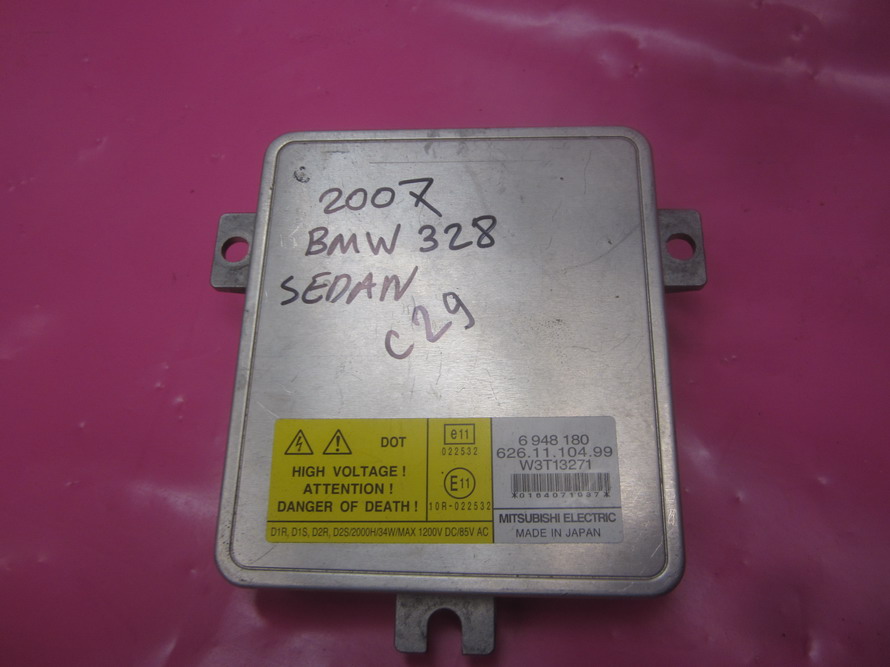 2007
BMW 328
SEDAN
C29
DOT
HIGH VOLTAGE!
ATTENTION!
DANGER OF DEATH!
e11
022532
E11
10R-022532
D1R, D1S, D2R, D2S/2000H/34W/MAX 1200V DC/85V AC
6 948 180
626.11.104.99
W3T13271
MITSUBISHI ELECTRIC
MADE IN JAPAN